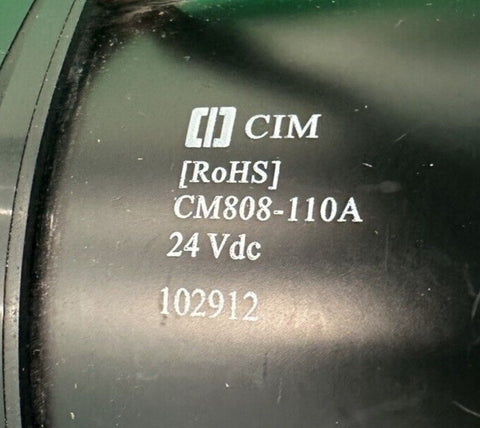 CIM
[RoHS]
CM808-110A
24 Vdc
102912